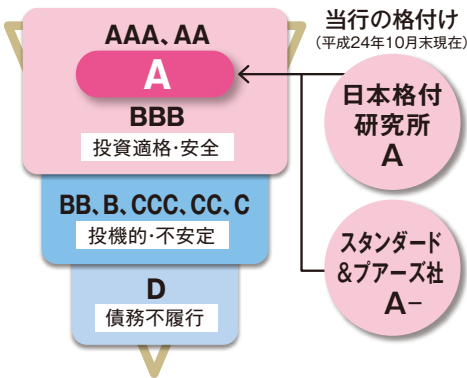 AAA、AA
A
BBB
投資適格・安全
BB、B、CCC、CC、C
投機的・不安定
D
債務不履行
当行の格付け
(平成24年10月末現在)
日本格付
研究所
A
スタンダード
&プアーズ社
A−